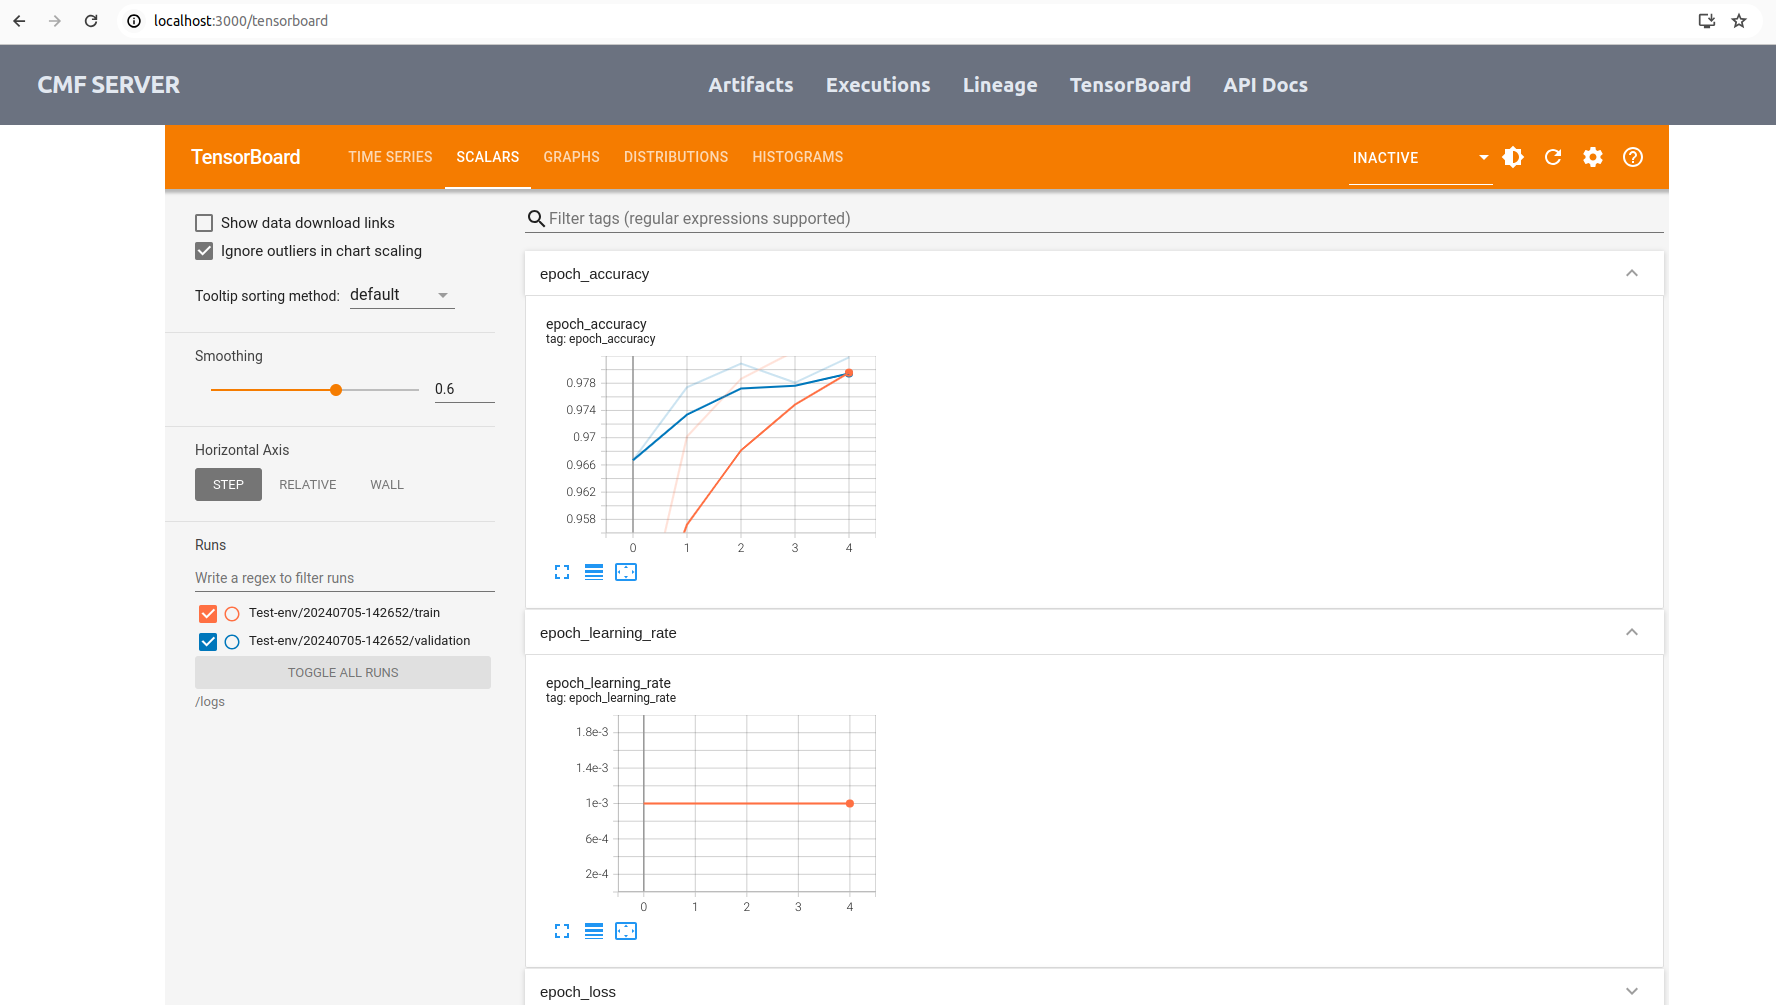 localhost:3000/tensorboard
CMF SERVER Artifacts Executions Lineage TensorBoard API Docs
TensorBoard TIME SERIES SCALARS GRAPHS DISTRIBUTIONS HISTOGRAMS INACTIVE
Show data download links
Ignore outliers in chart scaling
Tooltip sorting method: default
Smoothing
0.6
Horizontal Axis
STEP RELATIVE WALL
Runs
Write a regex to filter runs
Test-env/20240705-142652/train
Test-env/20240705-142652/validation
TOGGLE ALL RUNS
/logs
Filter tags (regular expressions supported)
epoch_accuracy
epoch_accuracy
tag: epoch_accuracy
0.978
0.974
0.97
0.966
0.962
0.958
0 1 2 3 4
epoch_learning_rate
epoch_learning_rate
tag: epoch_learning_rate
1.8e-3
1.4e-3
1e-3
6e-4
2e-4
0 1 2 3 4
epoch_loss